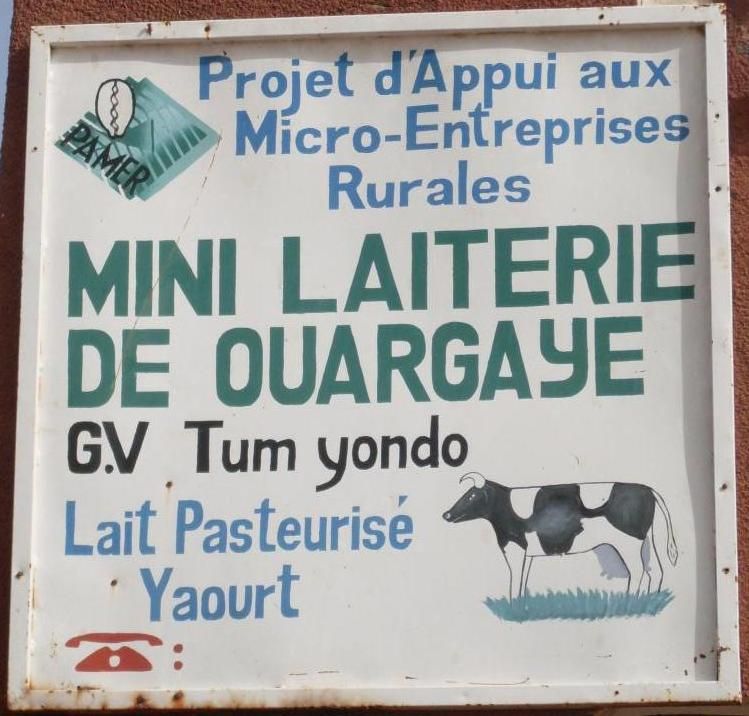 PAMER
Projet d'Appui aux
Micro-Entreprises
Rurales
MINI LAITERIE
DE OUARGAYE
G.V Tum yondo
Lait Pasteurisé
Yaourt
: